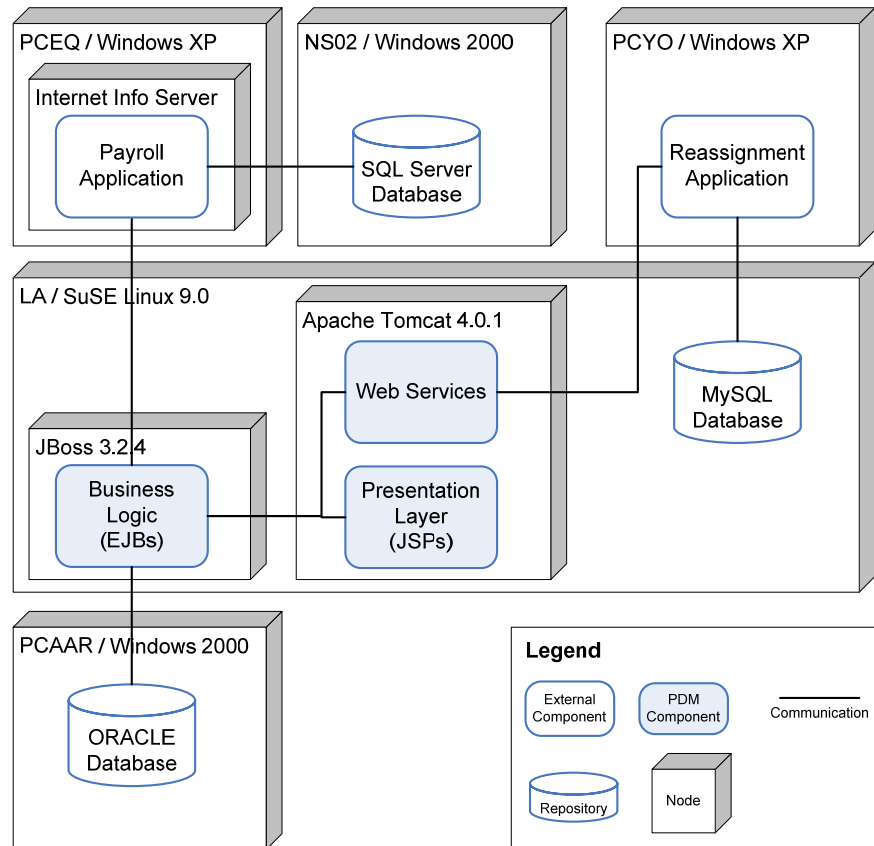 PCEQ / Windows XP
Internet Info Server
Payroll
Application
NS02 / Windows 2000
SQL Server
Database
PCYO / Windows XP
Reassignment
Application
LA / SuSE Linux 9.0
Apache Tomcat 4.0.1
Web Services
MySQL
Database
JBoss 3.2.4
Business
Logic
(EJBs)
Presentation
Layer
(JSPs)
PCAAR / Windows 2000
ORACLE
Database
Legend
External
Component
PDM
Component
Communication
Repository
Node